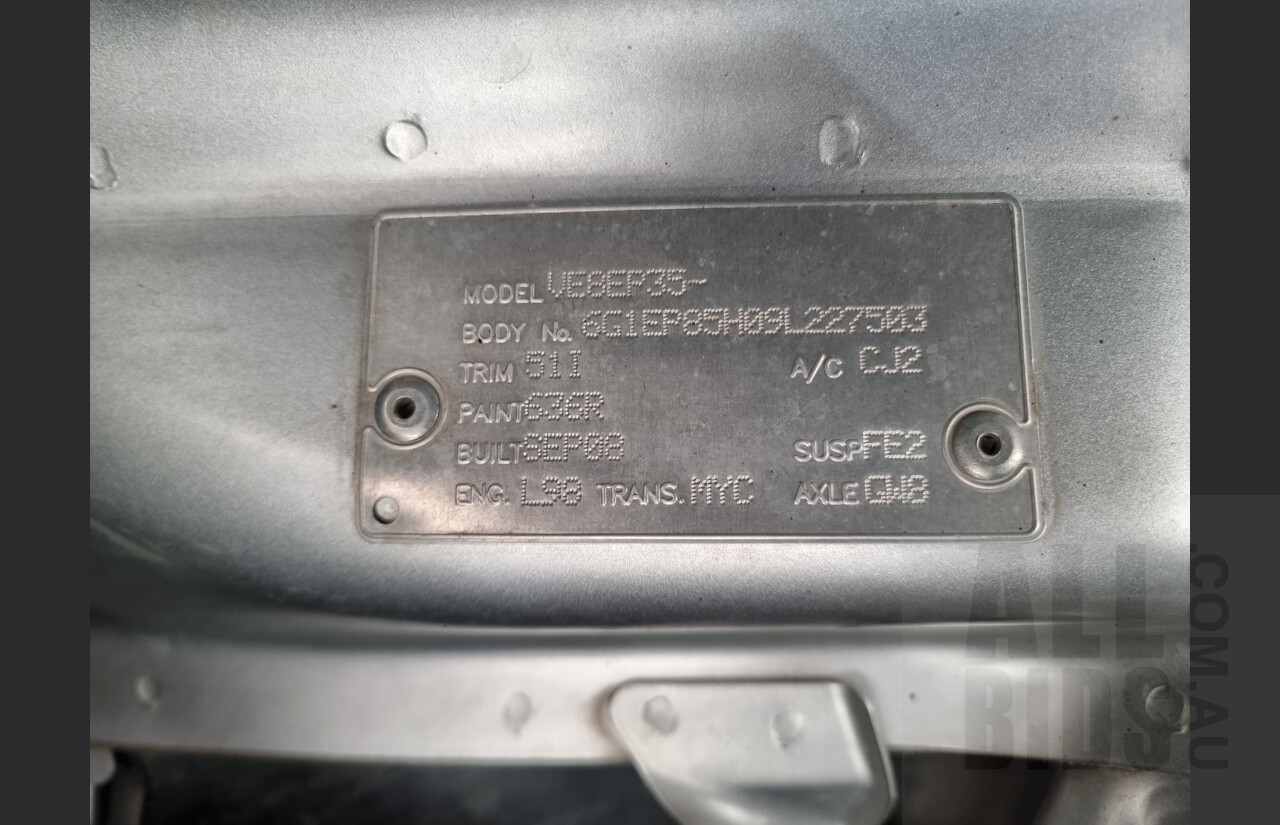 MODEL VE8EP35-
BODY No. 6G1EP85H09L227503
TRIM 51I A/C CJ2
PAINT 636R
BUILT SEP08 SUSP FE2
ENG. L98 TRANS. MYC AXLE GW8
ALL
BIDS
.COM.AU